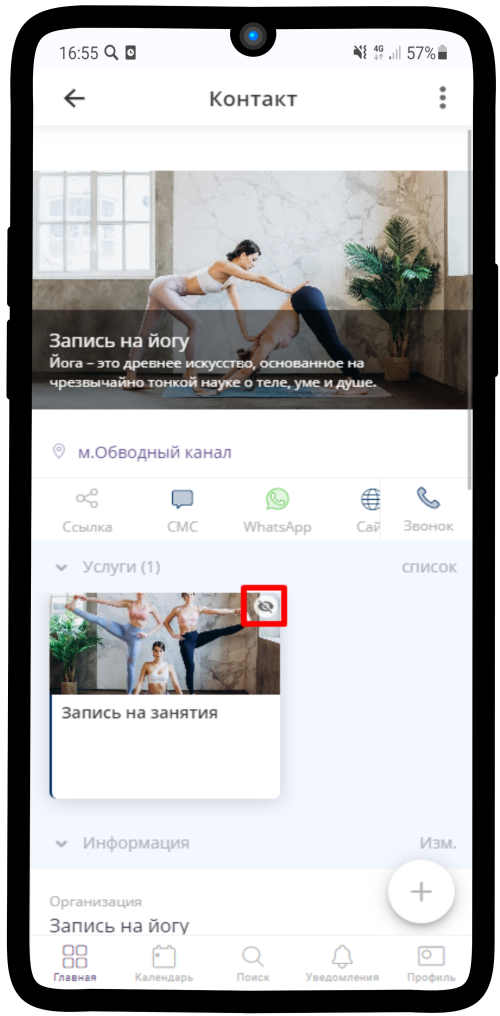 16:55
4G
57%
Контакт
Запись на йогу
Йога – это древнее искусство, основанное на
чрезвычайно тонкой науке о теле, уме и душе.
м.Обводный канал
Ссылка
СМС
WhatsApp
Сай
Звонок
Услуги (1)
список
Запись на занятия
Информация
Изм.
Организация
Запись на йогу
Главная
Календарь
Поиск
Уведомления
Профиль